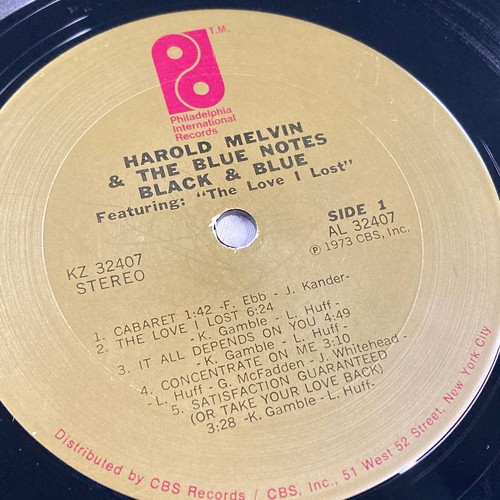 T.M.
Philadelphia
International
Records
HAROLD MELVIN
& THE BLUE NOTES
BLACK & BLUE
Featuring: "The Love I Lost"
KZ 32407
STEREO
SIDE 1
AL 32407
℗ 1973 CBS, Inc.
1. CABARET 1:42 -F. Ebb - J. Kander-
2. THE LOVE I LOST 6:24
- K. Gamble - L. Huff -
3. IT ALL DEPENDS ON YOU 4:49
- K. Gamble - L. Huff -
4. CONCENTRATE ON ME 3:10
- L. Huff - G. McFadden - J. Whitehead -
5. SATISFACTION GUARANTEED
(OR TAKE YOUR LOVE BACK)
3:28 -K. Gamble - L. Huff-
Distributed by CBS Records / CBS, Inc., 51 West 52 Street, New York City